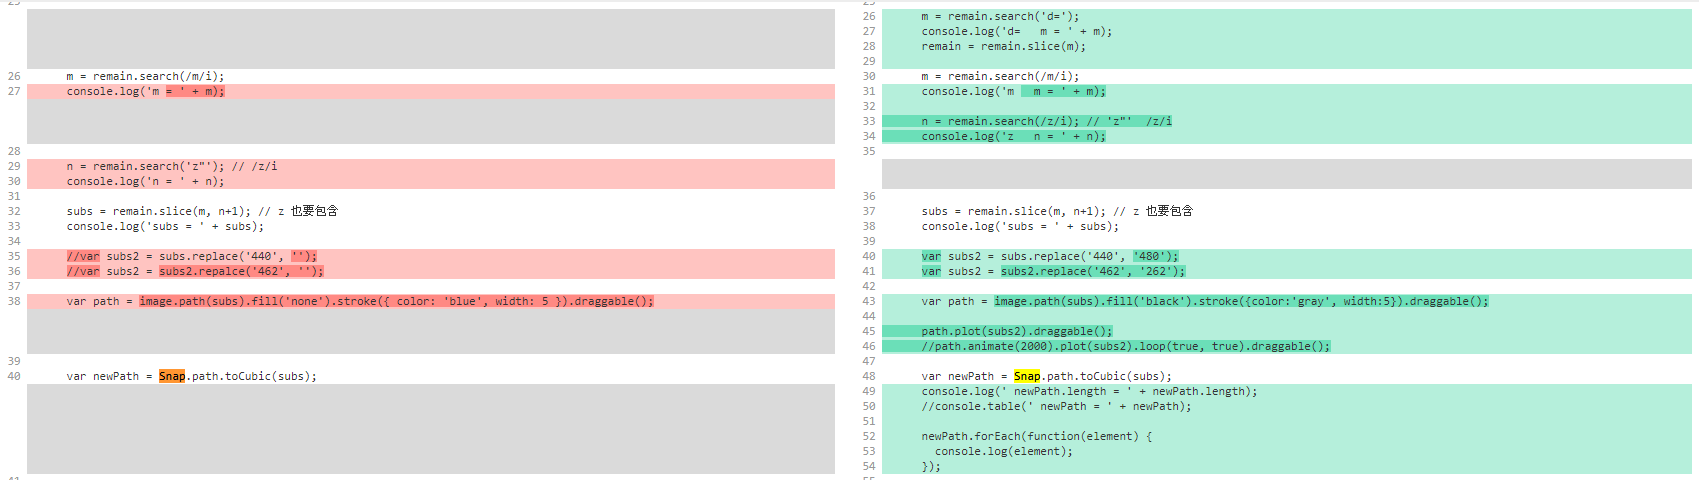 26 m = remain.search(/m/i);
27 console.log('m = ' + m);
28
29 n = remain.search('z"'); // /z/i
30 console.log('n = ' + n);
31
32 subs = remain.slice(m, n+1); // z 也要包含
33 console.log('subs = ' + subs);
34
35 //var subs2 = subs.replace('440', '');
36 //var subs2 = subs2.repalce('462', '');
37
38 var path = image.path(subs).fill('none').stroke({ color: 'blue', width: 5 }).draggable();
39
40 var newPath = Snap.path.toCubic(subs);
26 m = remain.search('d=');
27 console.log('d=   m = ' + m);
28 remain = remain.slice(m);
29
30 m = remain.search(/m/i);
31 console.log('m   m = ' + m);
32
33 n = remain.search(/z/i); // 'z"'  /z/i
34 console.log('z   n = ' + n);
35
36
37 subs = remain.slice(m, n+1); // z 也要包含
38 console.log('subs = ' + subs);
39
40 var subs2 = subs.replace('440', '480');
41 var subs2 = subs2.replace('462', '262');
42
43 var path = image.path(subs).fill('black').stroke({color:'gray', width:5}).draggable();
44
45 path.plot(subs2).draggable();
46 //path.animate(2000).plot(subs2).loop(true, true).draggable();
47
48 var newPath = Snap.path.toCubic(subs);
49 console.log(' newPath.length = ' + newPath.length);
50 //console.table(' newPath = ' + newPath);
51
52 newPath.forEach(function(element) {
53 console.log(element);
54 });